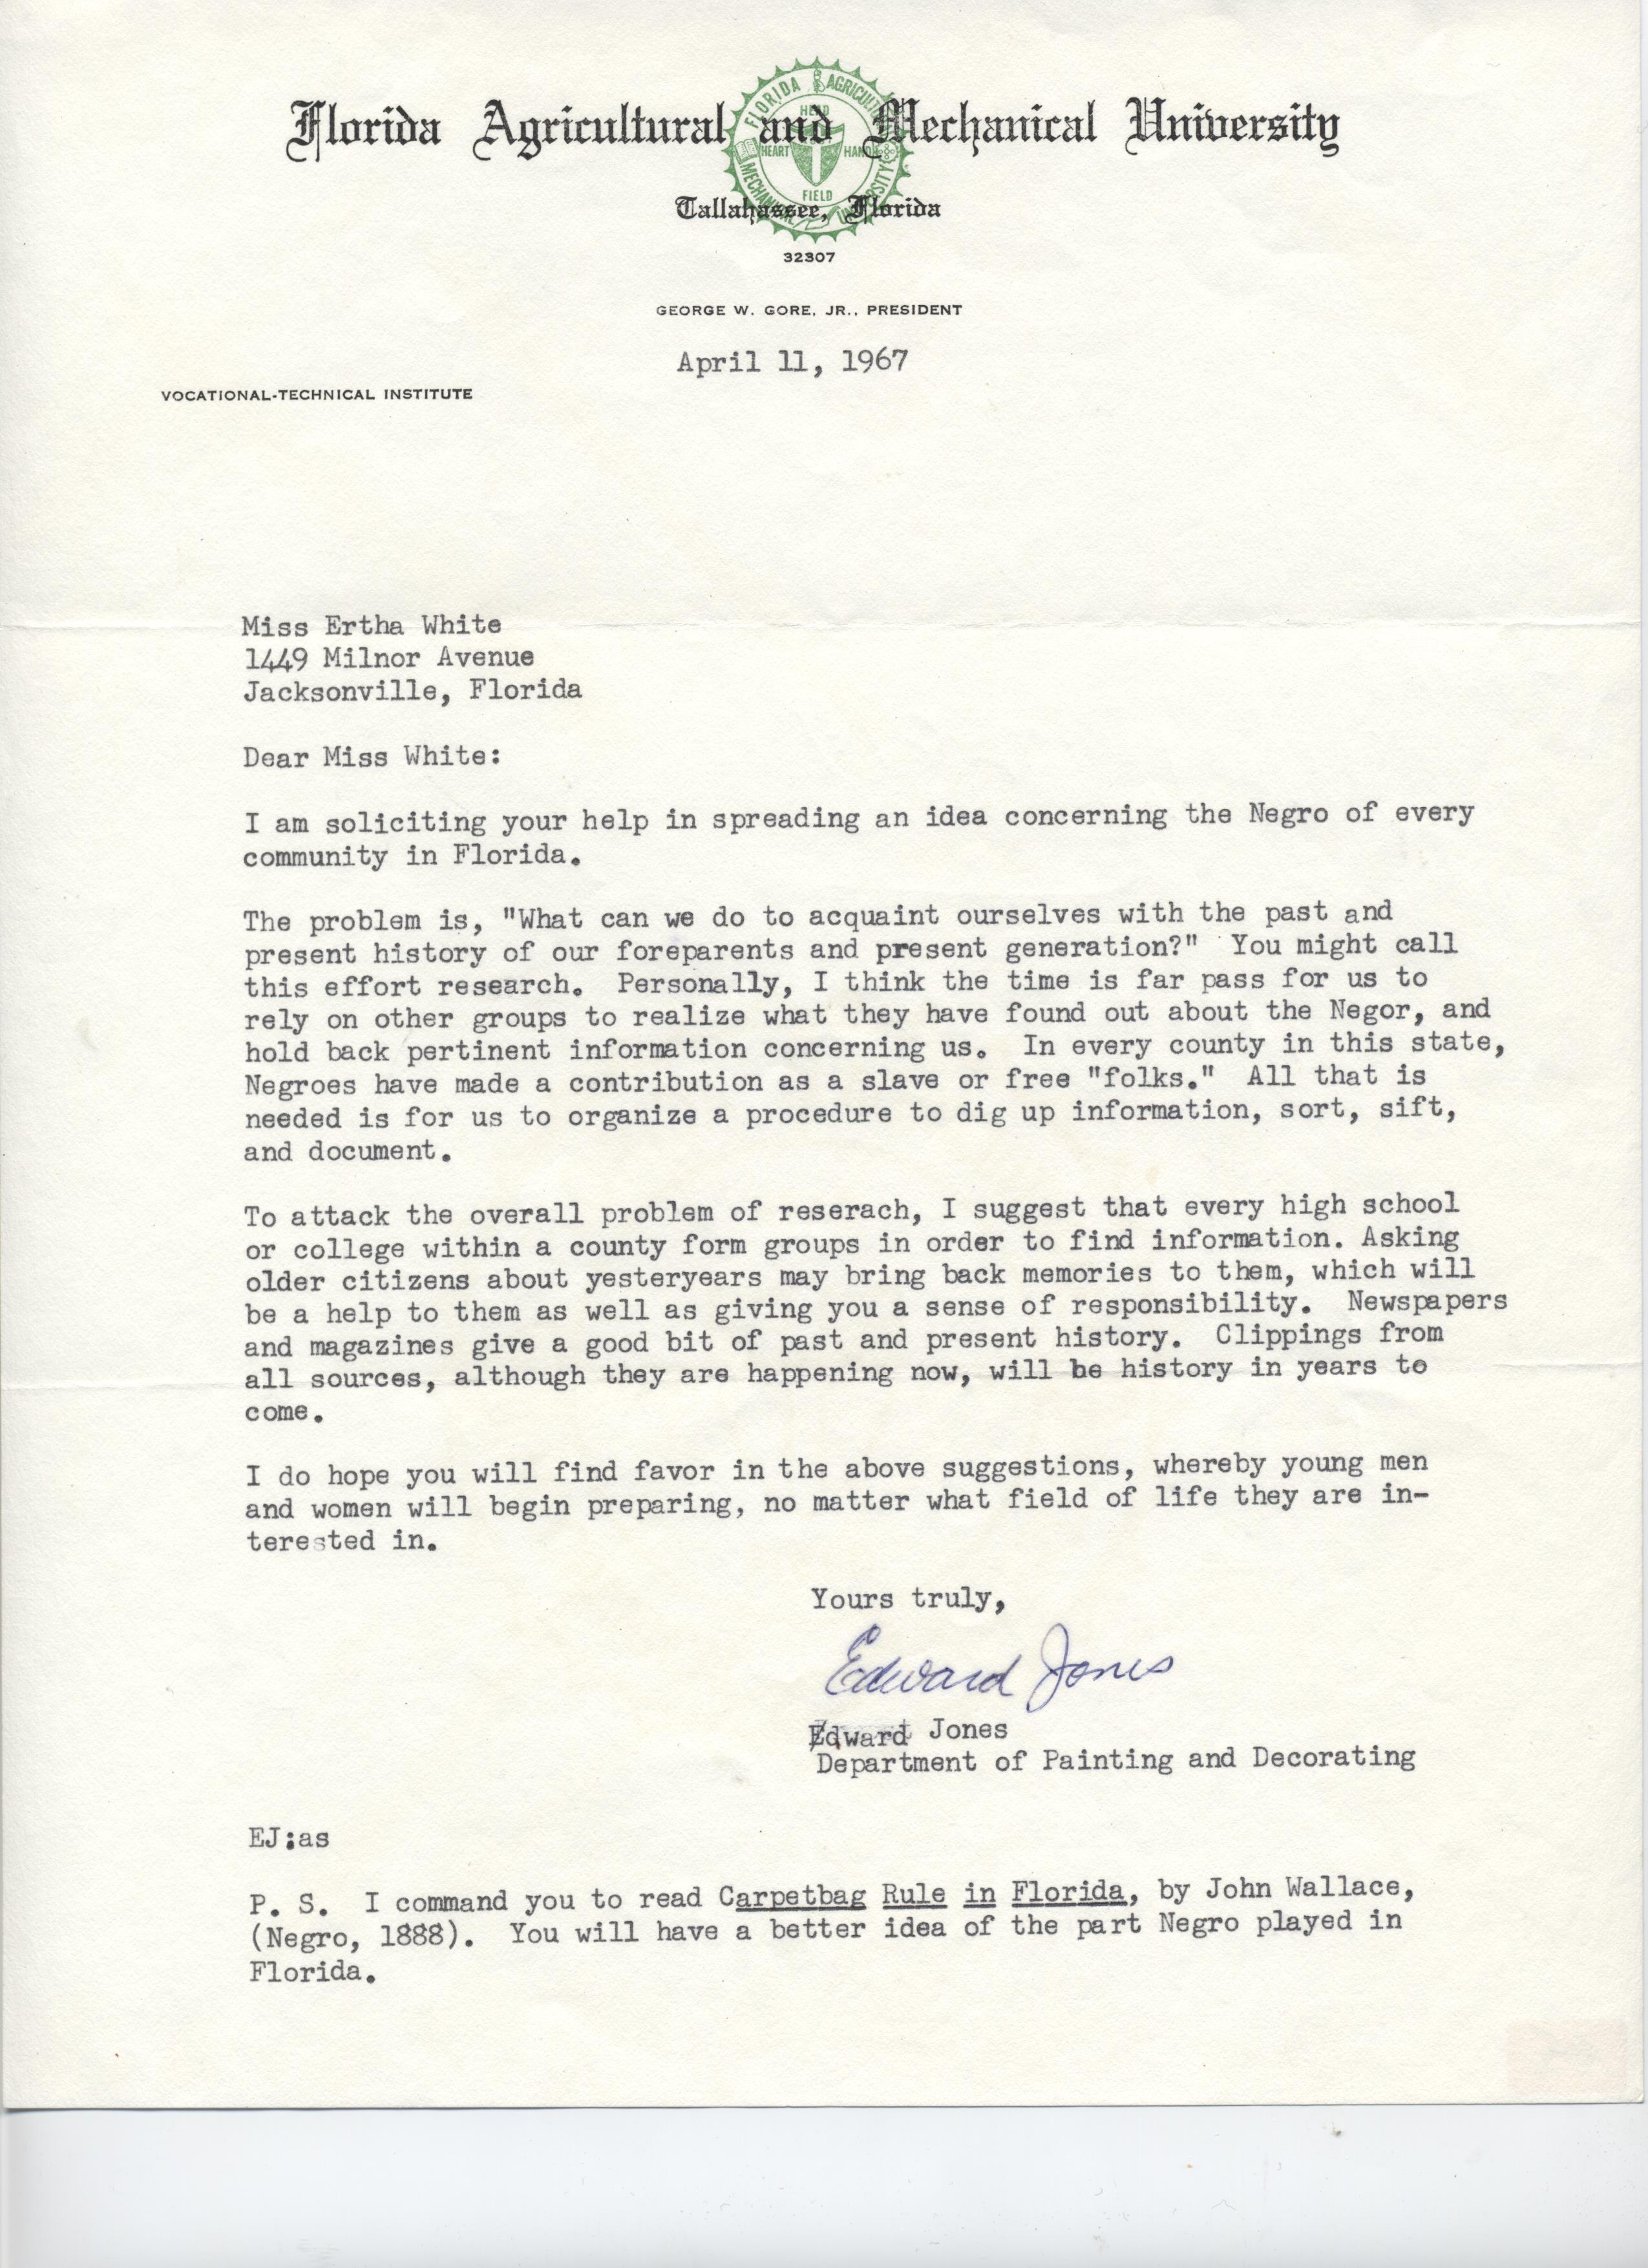 Florida Agricultural and Mechanical University
FLORIDA AGRICULTURAL
HEAD
HEART HAND
FIELD
MECHANICAL UNIVERSITY
Tallahassee, Florida
32307
GEORGE W. GORE, JR., PRESIDENT
April 11, 1967
VOCATIONAL-TECHNICAL INSTITUTE
Miss Ertha White
1449 Milnor Avenue
Jacksonville, Florida
Dear Miss White:
I am soliciting your help in spreading an idea concerning the Negro of every
community in Florida.
The problem is, "What can we do to acquaint ourselves with the past and
present history of our foreparents and present generation?" You might call
this effort research. Personally, I think the time is far pass for us to
rely on other groups to realize what they have found out about the Negor, and
hold back pertinent information concerning us. In every county in this state,
Negroes have made a contribution as a slave or free "folks." All that is
needed is for us to organize a procedure to dig up information, sort, sift,
and document.
To attack the overall problem of reserach, I suggest that every high school
or college within a county form groups in order to find information. Asking
older citizens about yesteryears may bring back memories to them, which will
be a help to them as well as giving you a sense of responsibility. Newspapers
and magazines give a good bit of past and present history. Clippings from
all sources, although they are happening now, will be history in years to
come.
I do hope you will find favor in the above suggestions, whereby young men
and women will begin preparing, no matter what field of life they are in-
terested in.
Yours truly,
Edward Jones
Edward Jones
Department of Painting and Decorating
EJ:as
P. S. I command you to read Carpetbag Rule in Florida, by John Wallace,
(Negro, 1888). You will have a better idea of the part Negro played in
Florida.